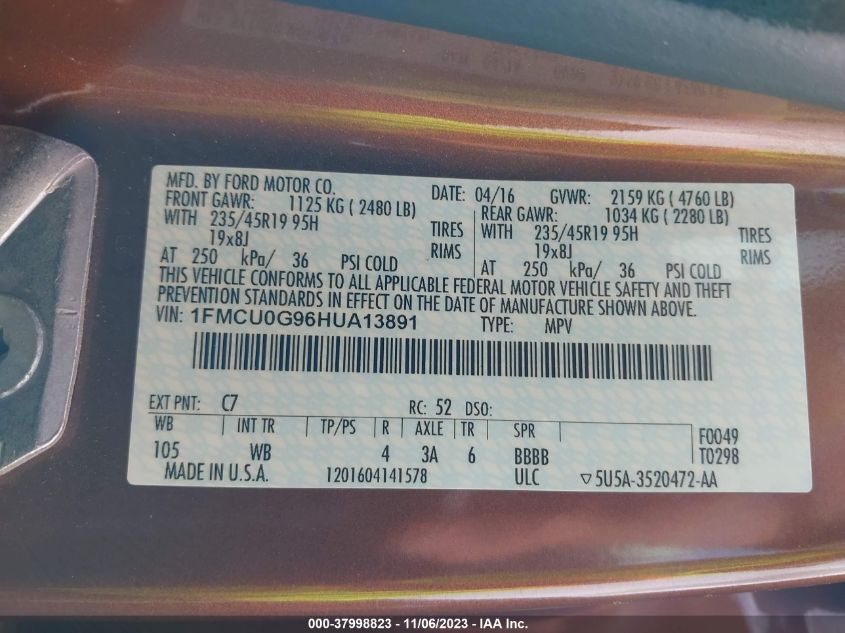 MFD. BY FORD MOTOR CO. DATE: 04/16 GVWR: 2159 KG ( 4760 LB)
FRONT GAWR: 1125 KG ( 2480 LB) REAR GAWR: 1034 KG ( 2280 LB)
WITH 235/45R19 95H TIRES WITH 235/45R19 95H TIRES
19x8J RIMS 19x8J RIMS
AT 250 kPa/ 36 PSI COLD AT 250 kPa/ 36 PSI COLD
THIS VEHICLE CONFORMS TO ALL APPLICABLE FEDERAL MOTOR VEHICLE SAFETY AND THEFT
PREVENTION STANDARDS IN EFFECT ON THE DATE OF MANUFACTURE SHOWN ABOVE.
VIN: 1FMCU0G96HUA13891 TYPE: MPV
EXT PNT: C7 RC: 52 DSO:
WB INT TR TP/PS R AXLE TR SPR F0049
105 WB 4 3A 6 BBBB T0298
MADE IN U.S.A. 1201604141578 ULC ▽5U5A-3520472-AA
000-37998823 - 11/06/2023 - IAA Inc.